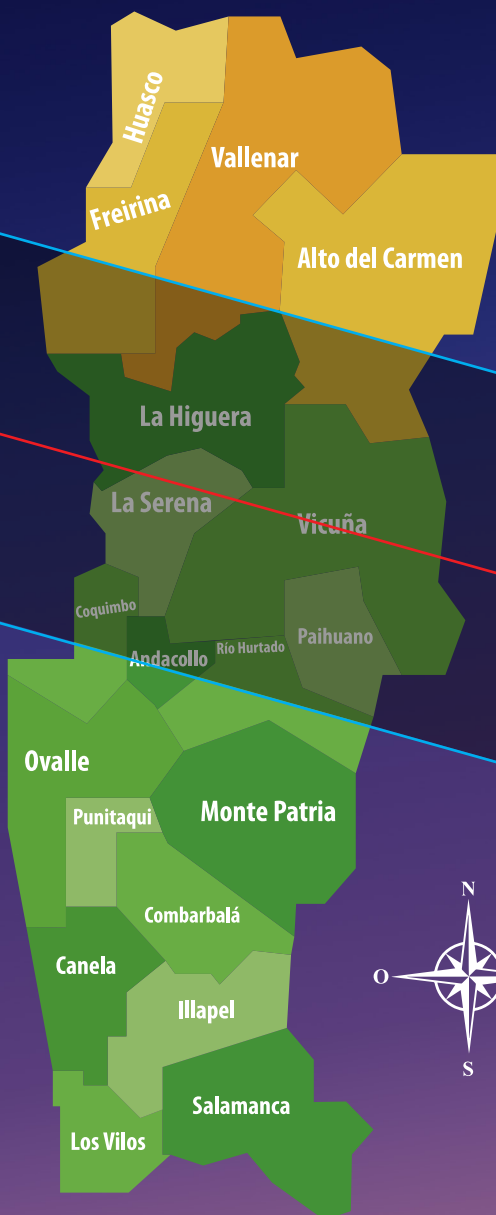 Huasco
Vallenar
Freirina
Alto del Carmen
La Higuera
La Serena
Vicuña
Coquimbo
Andacollo
Río Hurtado
Paihuano
Ovalle
Punitaqui
Monte Patria
Combarbalá
Canela
Illapel
Salamanca
Los Vilos
N
O
S